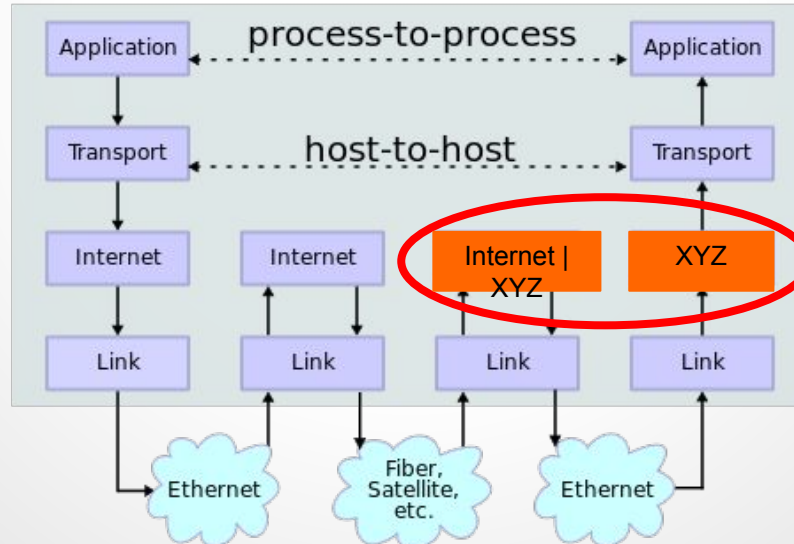 Application
process-to-process
Application
Transport
host-to-host
Transport
Internet
Internet
Internet |
XYZ
XYZ
Link
Link
Link
Link
Ethernet
Fiber,
Satellite,
etc.
Ethernet